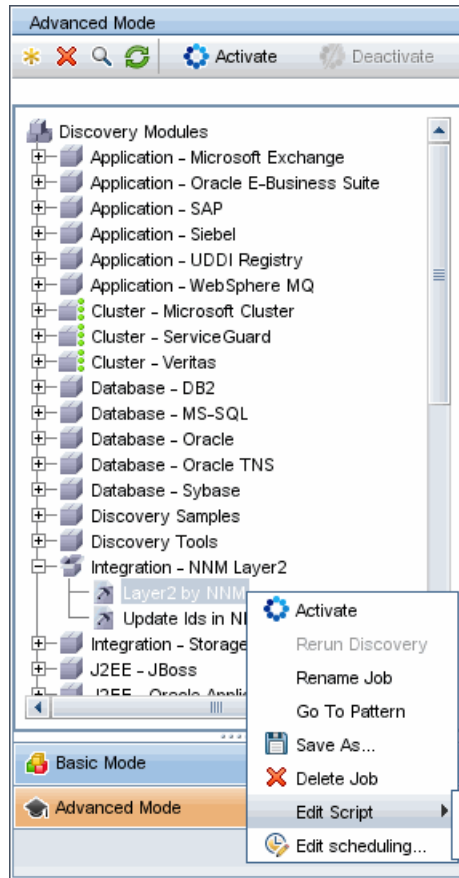 Advanced Mode
Activate Deactivate
Discovery Modules
Application - Microsoft Exchange
Application - Oracle E-Business Suite
Application - SAP
Application - Siebel
Application - UDDI Registry
Application - WebSphere MQ
Cluster - Microsoft Cluster
Cluster - ServiceGuard
Cluster - Veritas
Database - DB2
Database - MS-SQL
Database - Oracle
Database - Oracle TNS
Database - Sybase
Discovery Samples
Discovery Tools
Integration - NNM Layer2
Layer2 by NNM
Update Ids in
Integration - Storage
J2EE - JBoss
J2EE - Oracle
Activate
Rerun Discovery
Rename Job
Go To Pattern
Save As...
Delete Job
Edit Script
Edit scheduling...
Basic Mode
Advanced Mode